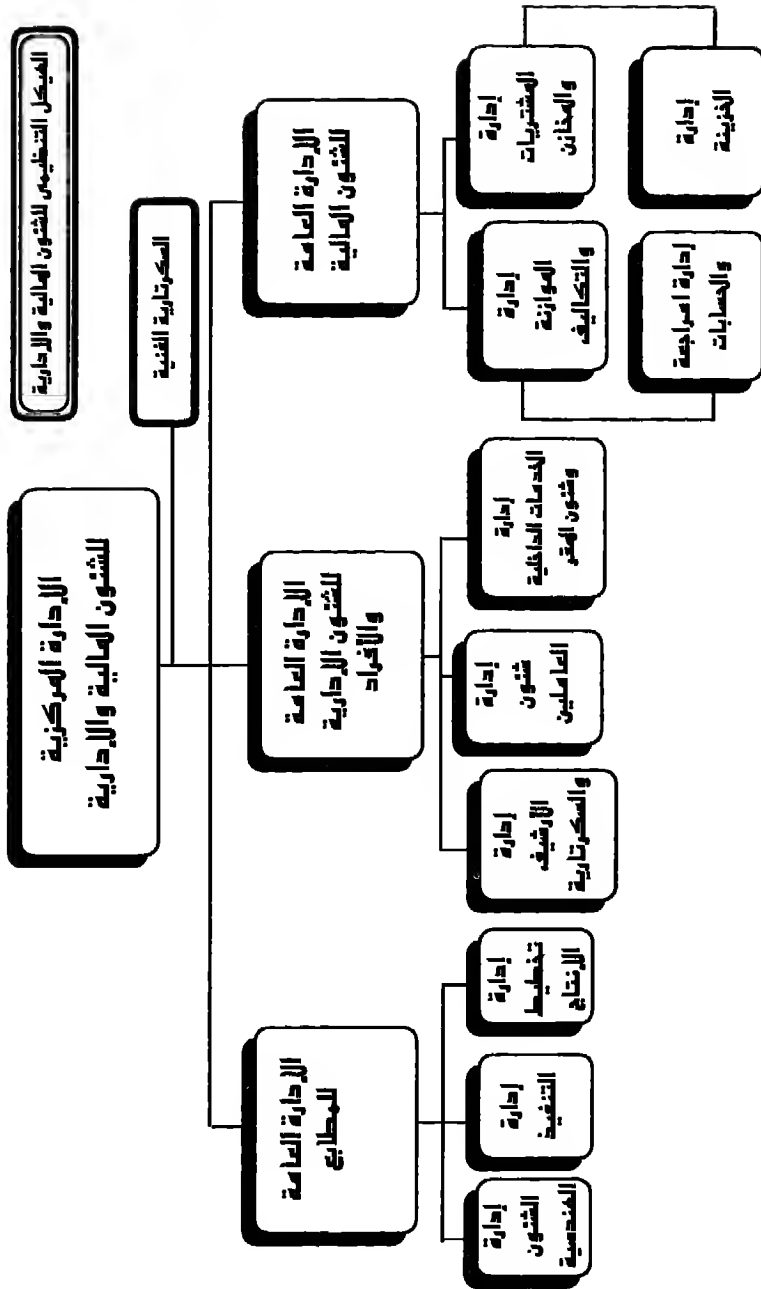 الهيكل التنظيمى للشئون المالية والإدارية
الإدارة المركزية
للشئون المالية والإدارية
السكرتارية الفنية
الإدارة العامة
للشئون المالية
الإدارة العامة
للشئون الإدارية
والأفراد
الإدارة العامة
للمطابع
إدارة
المشتريات
والمخازن
إدارة
الموازنة
والتكاليف
إدارة
الخزينة
إدارة امراجعة
والحسابات
إدارة
الخدمات الداخلية
وشئون المقر
إدارة
شئون
العاملين
إدارة
الأرشيف
والسكرتارية
إدارة
تخطيط
الإنتاج
إدارة
التنفيذ
إدارة
الشئون
الهندسية